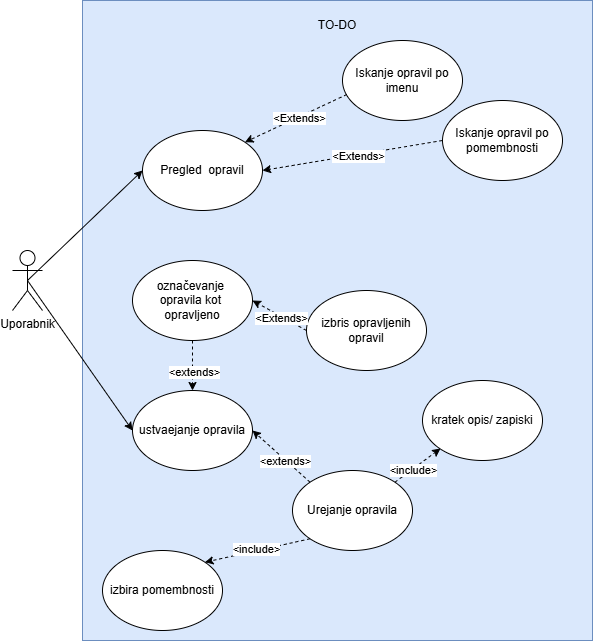 TO-DO
Iskanje opravil po
imenu
<Extends>
Iskanje opravil po
pomembnosti
<Extends>
Pregled opravil
Uporabnik
označevanje
opravila kot
opravljeno
<Extends>
izbris opravljenih
opravil
<extends>
ustvaejanje opravila
kratek opis/ zapiski
<extends>
<include>
Urejanje opravila
<include>
izbira pomembnosti